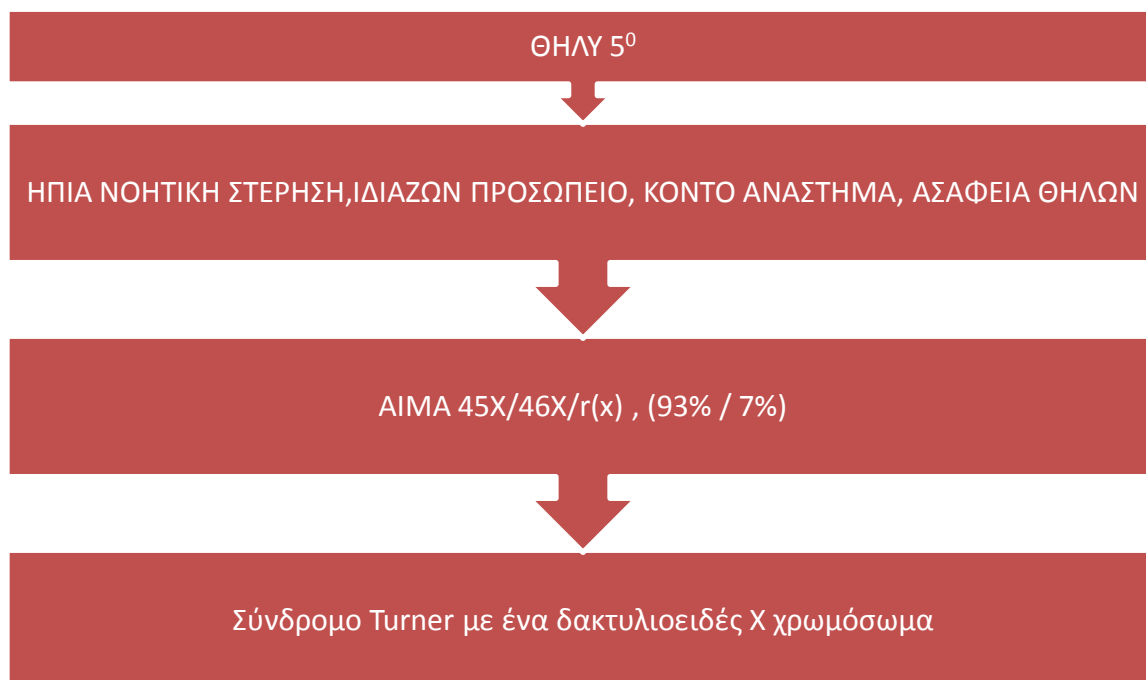 ΘΗΛΥ 5⁰
ΗΠΙΑ ΝΟΗΤΙΚΗ ΣΤΕΡΗΣΗ,ΙΔΙΑΖΩΝ ΠΡΟΣΩΠΕΙΟ, ΚΟΝΤΟ ΑΝΑΣΤΗΜΑ, ΑΣΑΦΕΙΑ ΘΗΛΩΝ
ΑΙΜΑ 45Χ/46Χ/r(x) , (93% / 7%)
Σύνδρομο Turner με ένα δακτυλιοειδές Χ χρωμόσωμα